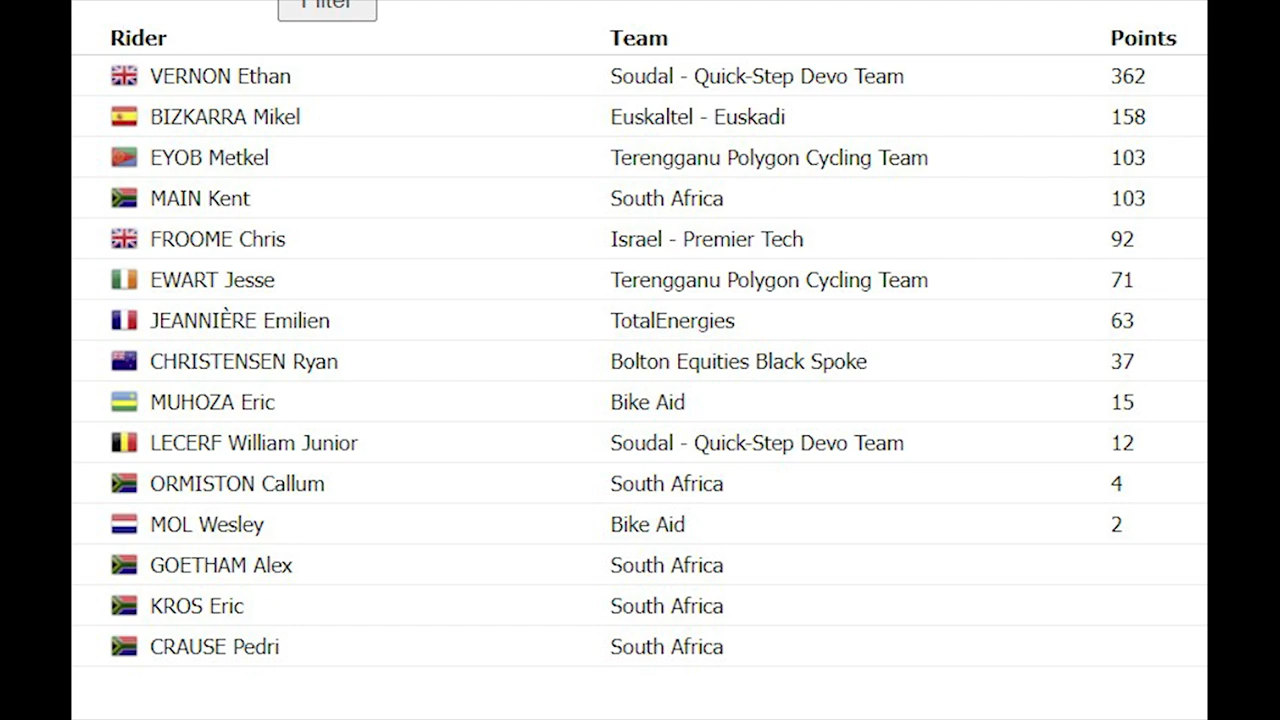 Filter
Rider Team Points
VERNON Ethan Soudal - Quick-Step Devo Team 362
BIZKARRA Mikel Euskaltel - Euskadi 158
EYOB Metkel Terengganu Polygon Cycling Team 103
MAIN Kent South Africa 103
FROOME Chris Israel - Premier Tech 92
EWART Jesse Terengganu Polygon Cycling Team 71
JEANNIÈRE Emilien TotalEnergies 63
CHRISTENSEN Ryan Bolton Equities Black Spoke 37
MUHOZA Eric Bike Aid 15
LECERF William Junior Soudal - Quick-Step Devo Team 12
ORMISTON Callum South Africa 4
MOL Wesley Bike Aid 2
GOETHAM Alex South Africa
KROS Eric South Africa
CRAUSE Pedri South Africa